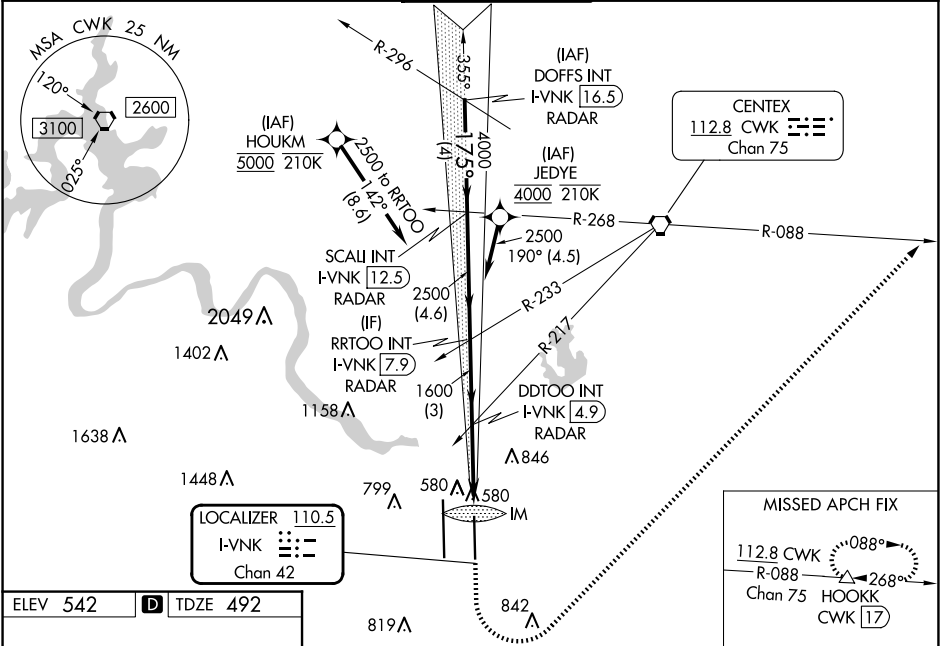 MSA CWK 25 NM
120°
3100
2600
025°
R-296
355°
(IAF)
DOFFS INT
I-VNK 16.5
RADAR
CENTEX
112.8 CWK
Chan 75
(IAF)
HOUKM
5000 210K
2500 to RRTOO
142°
(8.6)
4000
(4)
175°
(IAF)
JEDYE
4000 210K
R-268
R-088
2500
190° (4.5)
SCALI INT
I-VNK 12.5
RADAR
2500
(4.6)
R-233
R-217
2049
1402
(IF)
RRTOO INT
I-VNK 7.9
RADAR
1600
(3)
DDTOO INT
I-VNK 4.9
RADAR
1158
1638
846
1448
799
580
580
IM
LOCALIZER 110.5
I-VNK
Chan 42
MISSED APCH FIX
112.8 CWK
088°
R-088
268°
Chan 75
HOOKK
CWK 17
ELEV 542
D
TDZE 492
819
842